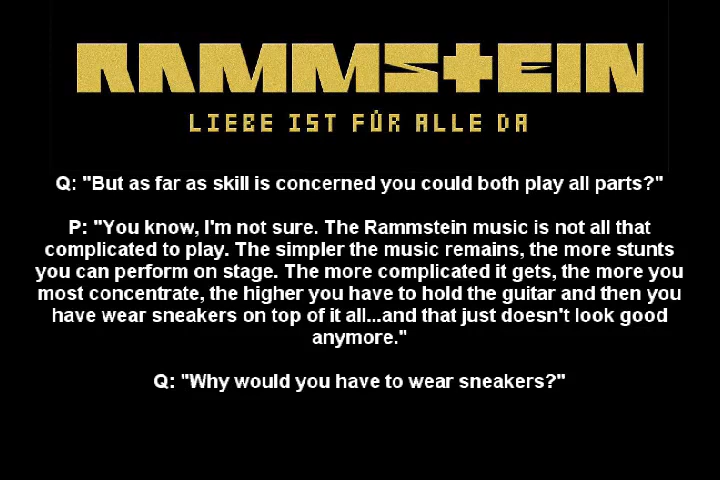 RAMMSTEIN
LIEBE IST FÜR ALLE DA
Q: "But as far as skill is concerned you could both play all parts?"
P: "You know, I'm not sure. The Rammstein music is not all that
complicated to play. The simpler the music remains, the more stunts
you can perform on stage. The more complicated it gets, the more you
most concentrate, the higher you have to hold the guitar and then you
have wear sneakers on top of it all...and that just doesn't look good
anymore."
Q: "Why would you have to wear sneakers?"